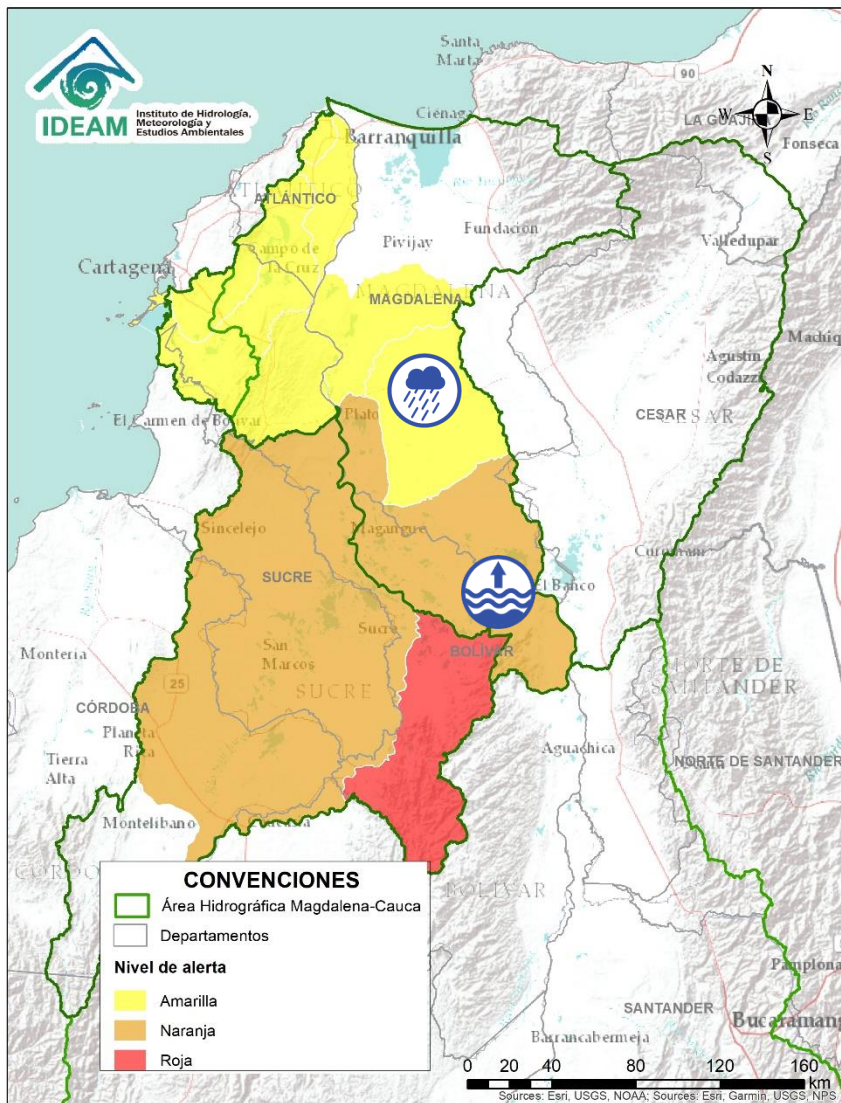 IDEAM
Instituto de Hidrología,
Meteorología y
Estudios Ambientales
Santa
Marta
90
N
W
E
S
LA GUAJIRA
Ciénaga
Barranquilla
Fonseca
ATLÁNTICO
Pivijay
Fundación
Valledupar
Campo de
la Cruz
Cartagena
MAGDALENA
Agustín
Codazzi
El Carmen de Bolívar
Plato
CESAR
CESAR
Sincelejo
Magangue
SUCRE
El Banco
Sucre
San
Marcos
BOLÍVAR
Monteria
25
SUCRE
NORTE DE
SANTANDER
CÓRDOBA
Planeta
Rica
Tierra
Alta
Aguachica
NORTE DE SANTANDER
Montelíbano
BOLÍVAR
CONVENCIONES
Área Hidrográfica Magdalena-Cauca
Departamentos
Nivel de alerta
Amarilla
Naranja
Roja
Pamplona
SANTANDER
Bucaramang
Barrancabermeja
0 20 40 80 120 160
km
Sources: Esri, USGS, NOAA; Sources: Esri, Garmin, USGS, NPS